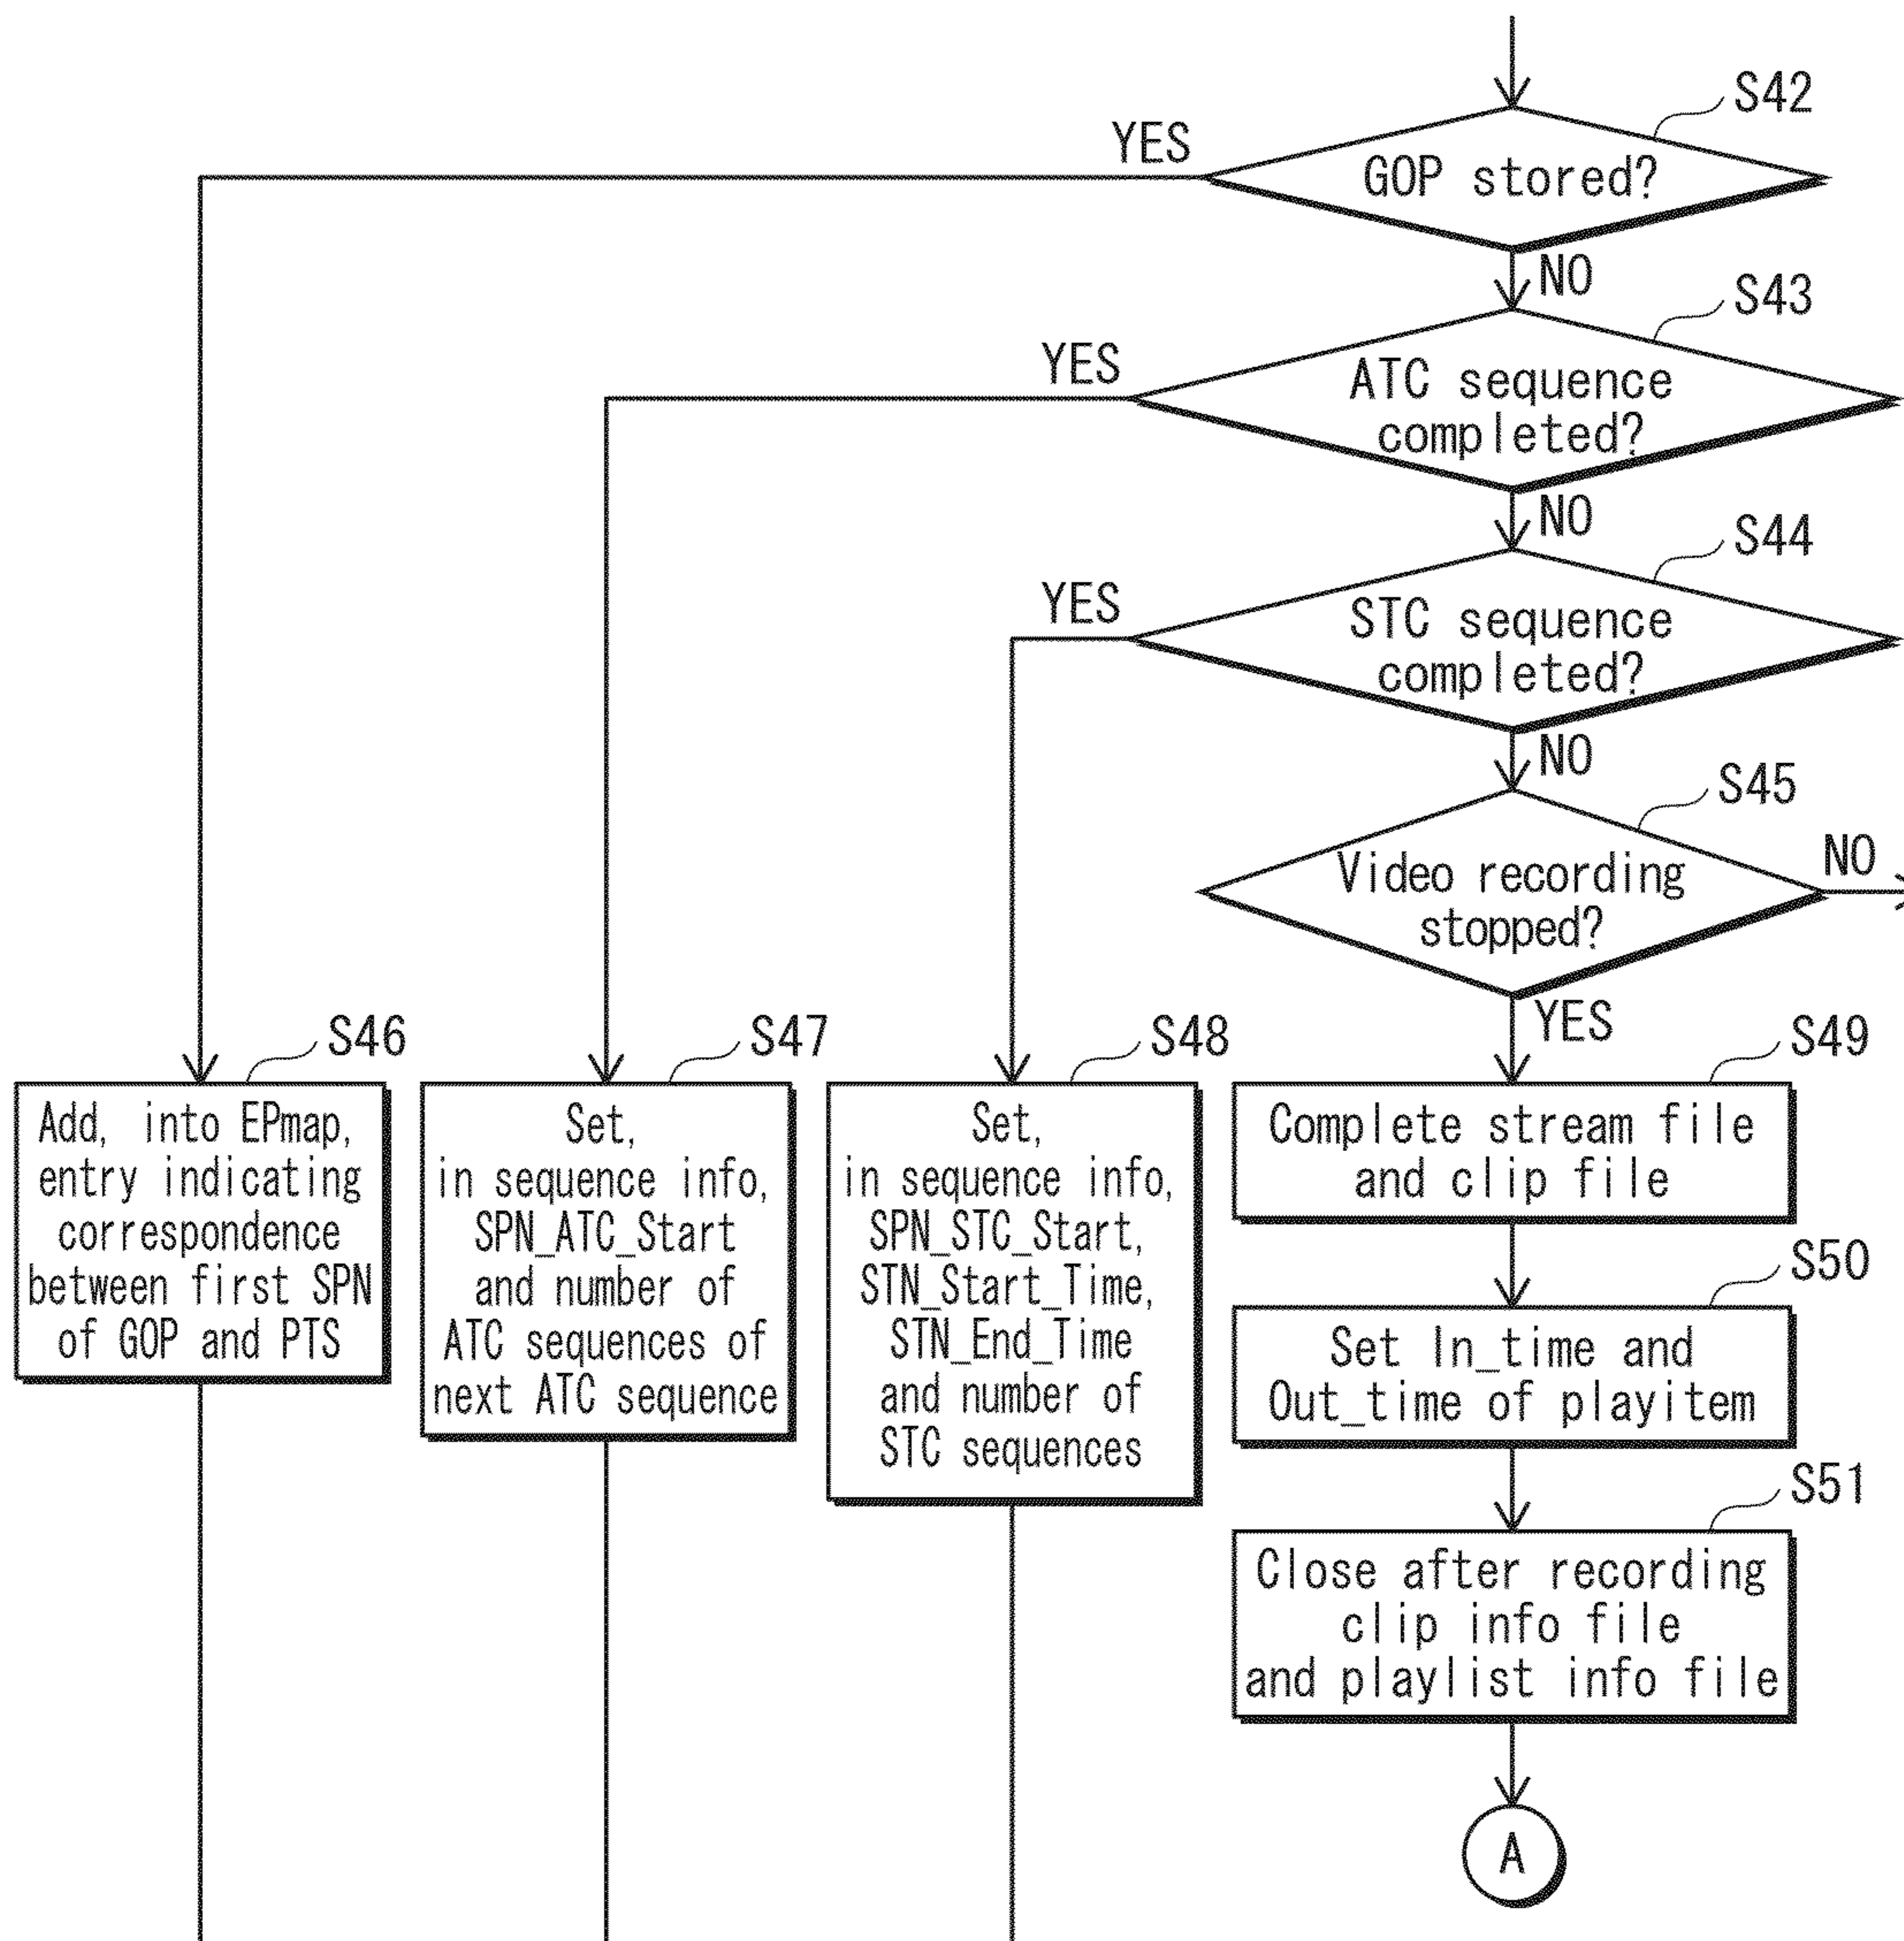 S42
YES
GOP stored?
NO
S43
YES
ATC sequence
completed?
NO
S44
YES
STC sequence
completed?
NO
S45
Video recording
stopped?
NO
YES
S46
Add, into EPmap,
entry indicating
correspondence
between first SPN
of GOP and PTS
S47
Set,
in sequence info,
SPN_ATC_Start
and number of
ATC sequences of
next ATC sequence
S48
Set,
in sequence info,
SPN_STC_Start,
STN_Start_Time,
STN_End_Time
and number of
STC sequences
S49
Complete stream file
and clip file
S50
Set In_time and
Out_time of playitem
S51
Close after recording
clip info file
and playlist info file
A